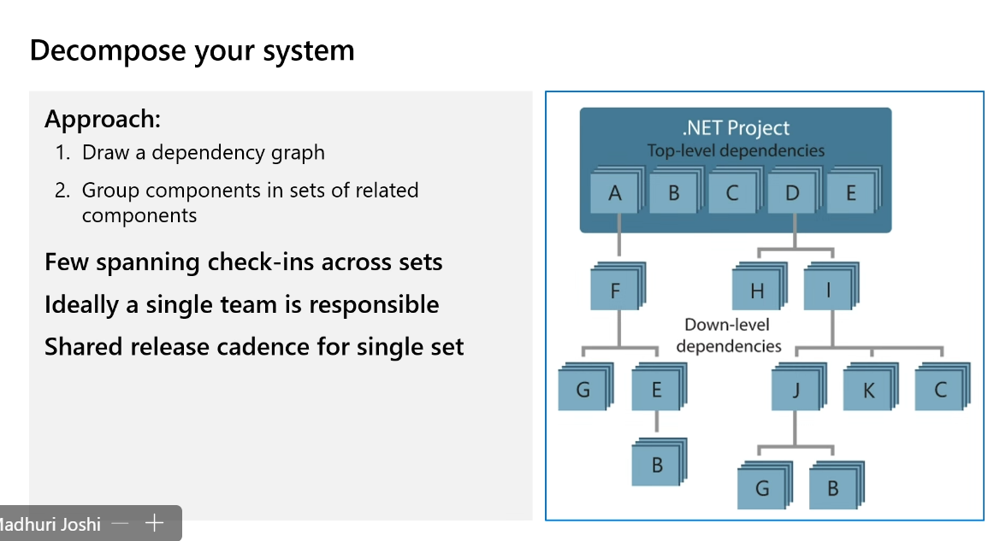 Decompose your system
Approach:
1. Draw a dependency graph
2. Group components in sets of related
components
Few spanning check-ins across sets
Ideally a single team is responsible
Shared release cadence for single set
.NET Project
Top-level dependencies
A B C D E
F H I
Down-level
dependencies
G E J K C
B
G B
Madhuri Joshi